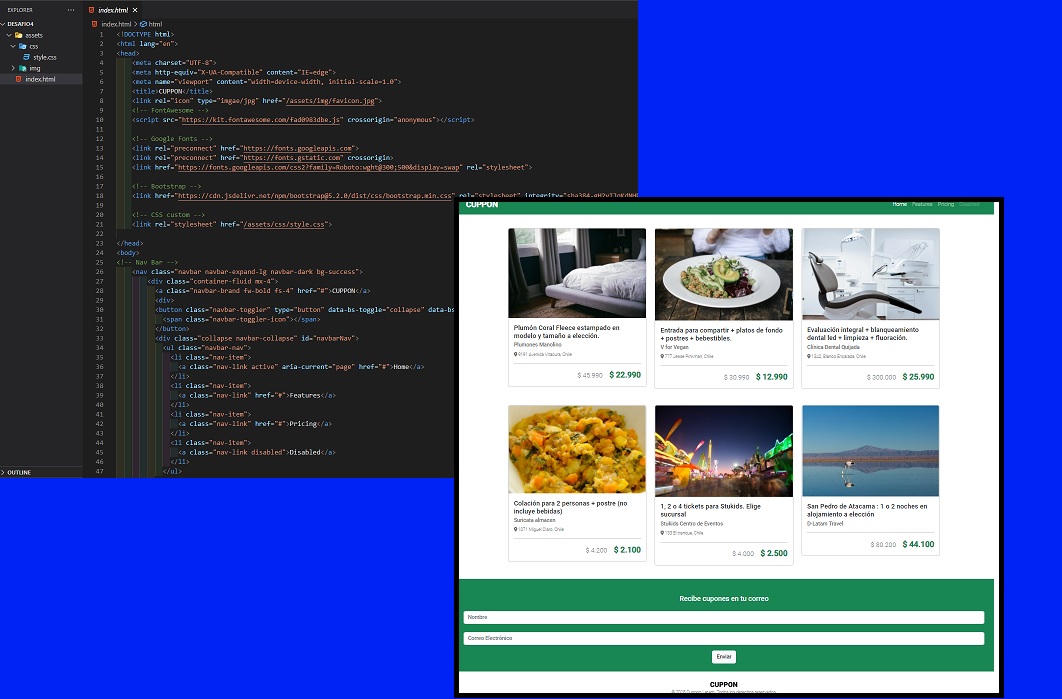 EXPLORER
···
DESAFIO4
assets
css
style.css
img
index.html
OUTLINE
index.html
index.html > html
1 <!DOCTYPE html>
2 <html lang="en">
3 <head>
4 <meta charset="UTF-8">
5 <meta http-equiv="X-UA-Compatible" content="IE=edge">
6 <meta name="viewport" content="width=device-width, initial-scale=1.0">
7 <title>CUPPON</title>
8 <link rel="icon" type="imgae/jpg" href="/assets/img/favicon.jpg">
9 <!-- FontAwesome -->
10 <script src="https://kit.fontawesome.com/fad0983dbe.js" crossorigin="anonymous"></script>
11
12 <!-- Google Fonts -->
13 <link rel="preconnect" href="https://fonts.googleapis.com">
14 <link rel="preconnect" href="https://fonts.gstatic.com" crossorigin>
15 <link href="https://fonts.googleapis.com/css2?family=Roboto:wght@300;500&display=swap" rel="stylesheet">
16
17 <!-- Bootstrap -->
18 <link href="https://cdn.jsdelivr.net/npm/bootstrap@5.2.0/dist/css/bootstrap.min.css" rel="stylesheet"
19
20 <!-- CSS custom -->
21 <link rel="stylesheet" href="/assets/css/style.css">
22
23 </head>
24 <body>
25 <!-- Nav Bar -->
26 <nav class="navbar navbar-expand-lg navbar-dark bg-success">
27 <div class="container-fluid mx-4">
28 <a class="navbar-brand fw-bold fs-4" href="#">CUPPON</a>
29 <div>
30 <button class="navbar-toggler" type="button" data-bs-toggle="collapse" data-bs
31 <span class="navbar-toggler-icon"></span>
32 </button>
33 <div class="collapse navbar-collapse" id="navbarNav">
34 <ul class="navbar-nav">
35 <li class="nav-item">
36 <a class="nav-link active" aria-current="page" href="#">Home</a>
37 </li>
38 <li class="nav-item">
39 <a class="nav-link" href="#">Features</a>
40 </li>
41 <li class="nav-item">
42 <a class="nav-link" href="#">Pricing</a>
43 </li>
44 <li class="nav-item">
45 <a class="nav-link disabled">Disabled</a>
46 </li>
47 </ul>
CUPPON
Home Features Pricing Disabled
Plumón Coral Fleece estampado en
modelo y tamaño a elección.
Plumones Manolino
9191 Avenida Vitacura, Chile
$ 45.990 $ 22.990
Entrada para compartir + platos de fondo
+ postres + bebestibles.
V for Vegan
$ 30.990 $ 12.990
Evaluación integral + blanqueamiento
dental led + limpieza + fluoración.
Clínica Dental Quijada
$ 300.000 $ 25.990
Colación para 2 personas + postre (no
incluye bebidas)
Suricata almacen
1071 Miguel Claro, Chile
$ 4.200 $ 2.100
1, 2 o 4 tickets para Stukids. Elige
sucursal
Stukids Centro de Eventos
$ 4.000 $ 2.500
San Pedro de Atacama : 1 o 2 noches en
alojamiento a elección
D-Latam Travel
$ 80.200 $ 44.100
Recibe cupones en tu correo
Nombre
Correo Electrónico
Enviar
CUPPON